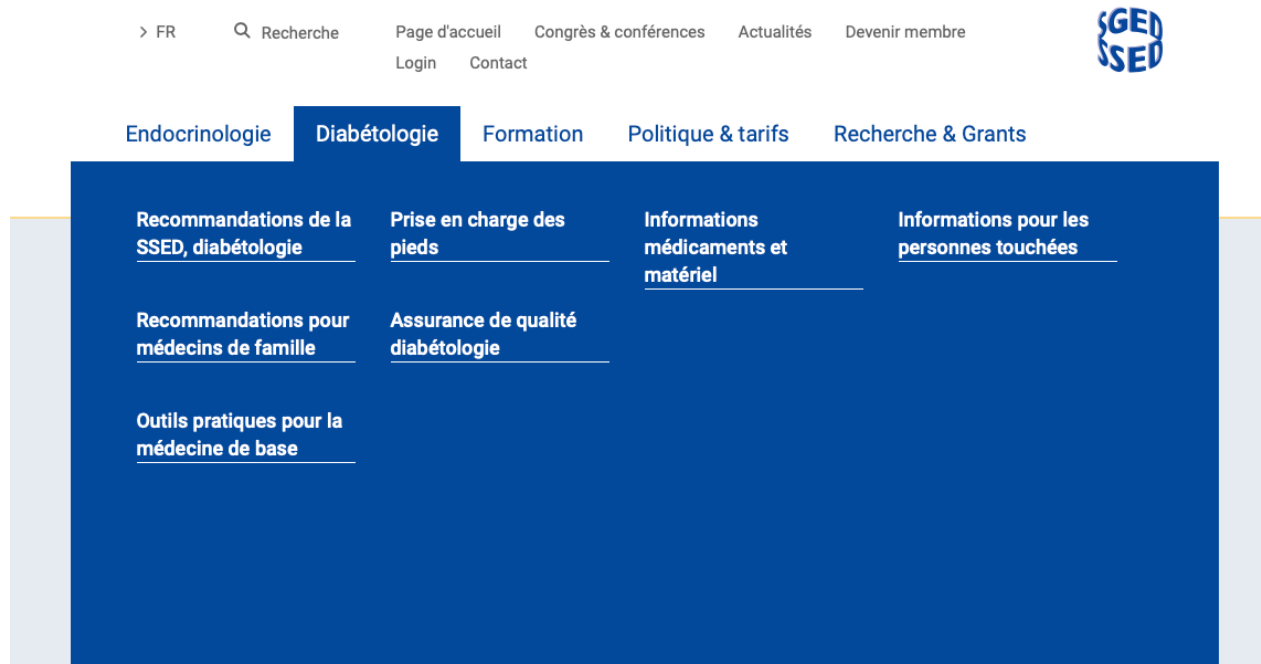 > FR
Recherche
Page d'accueil Congrès & conférences Actualités Devenir membre
Login Contact
SGED
SSED
Endocrinologie Diabétologie Formation Politique & tarifs Recherche & Grants
Recommandations de la
SSED, diabétologie
Recommandations pour
médecins de famille
Outils pratiques pour la
médecine de base
Prise en charge des
pieds
Assurance de qualité
diabétologie
Informations
médicaments et
matériel
Informations pour les
personnes touchées